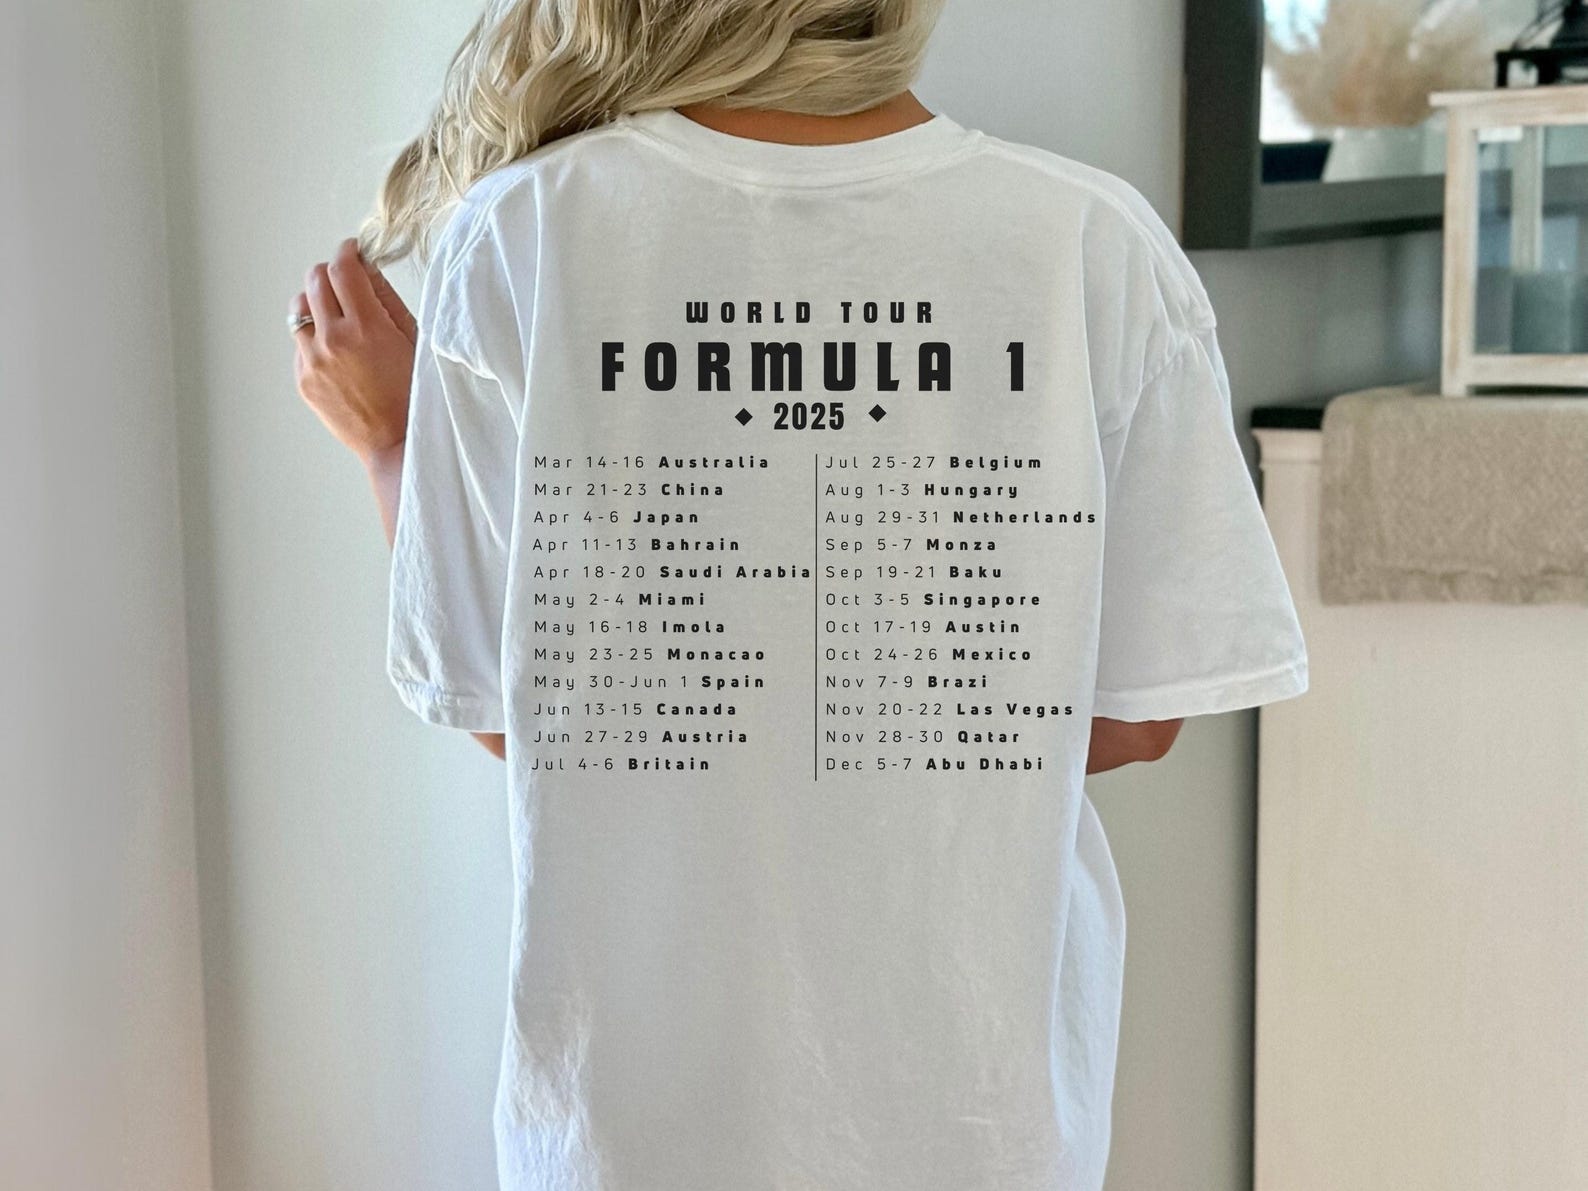 WORLD TOUR
FORMULA 1
◆ 2025 ◆
Mar 14-16 Australia
Mar 21-23 China
Apr 4-6 Japan
Apr 11-13 Bahrain
Apr 18-20 Saudi Arabia
May 2-4 Miami
May 16-18 Imola
May 23-25 Monacao
May 30-Jun 1 Spain
Jun 13-15 Canada
Jun 27-29 Austria
Jul 4-6 Britain
Jul 25-27 Belgium
Aug 1-3 Hungary
Aug 29-31 Netherlands
Sep 5-7 Monza
Sep 19-21 Baku
Oct 3-5 Singapore
Oct 17-19 Austin
Oct 24-26 Mexico
Nov 7-9 Brazi
Nov 20-22 Las Vegas
Nov 28-30 Qatar
Dec 5-7 Abu Dhabi